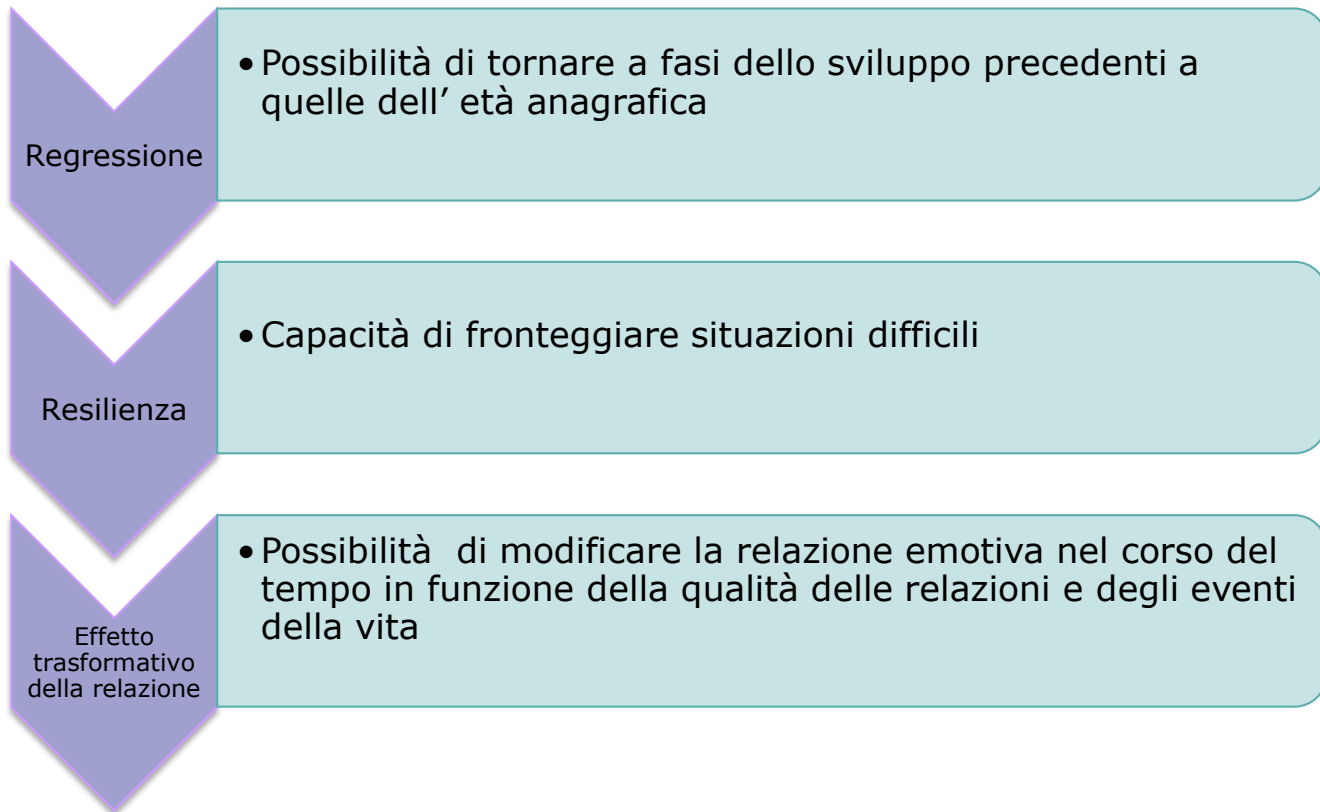 Regressione
• Possibilità di tornare a fasi dello sviluppo precedenti a
quelle dell’ età anagrafica
Resilienza
• Capacità di fronteggiare situazioni difficili
Effetto
trasformativo
della relazione
• Possibilità  di modificare la relazione emotiva nel corso del
tempo in funzione della qualità delle relazioni e degli eventi
della vita